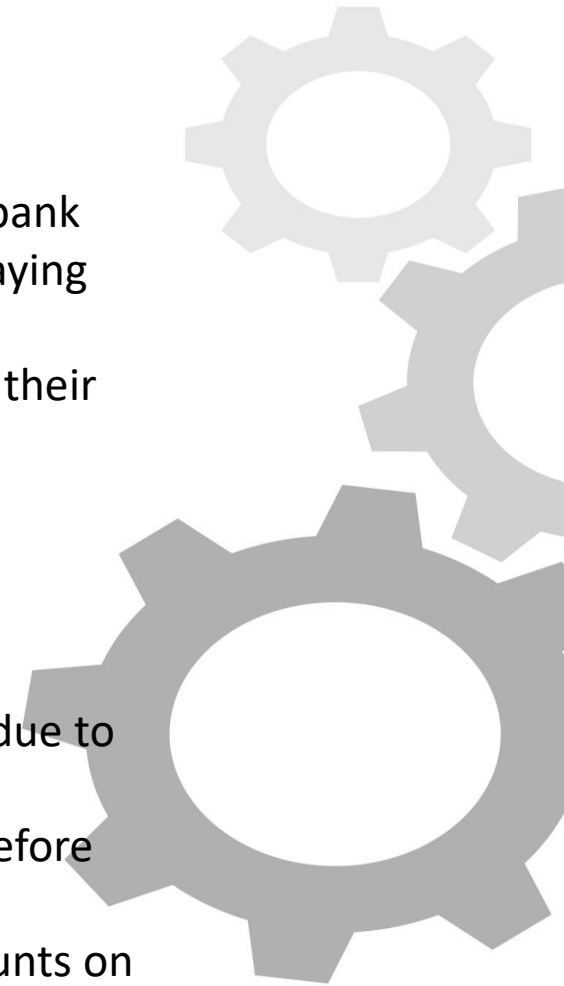 bank
aying
their
due to
efore
unts on